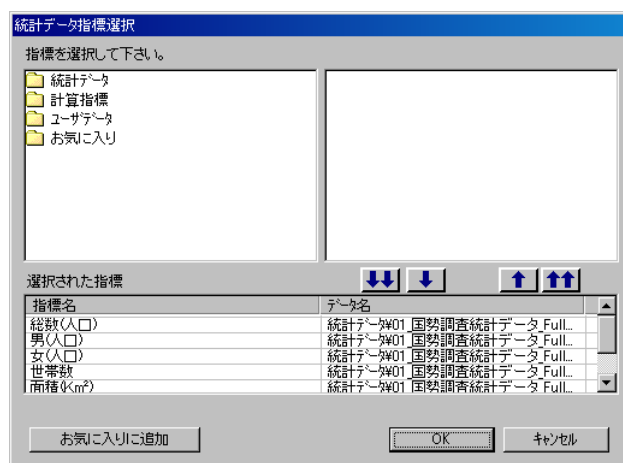 統計データ指標選択
指標を選択して下さい。
統計ﾃﾞｰﾀ
計算指標
ﾕｰｻﾞﾃﾞｰﾀ
お気に入り
選択された指標
指標名 ﾃﾞｰﾀ名
総数(人口) 統計ﾃﾞｰﾀ¥01_国勢調査統計データ_Full...
男(人口) 統計ﾃﾞｰﾀ¥01_国勢調査統計データ_Full...
女(人口) 統計ﾃﾞｰﾀ¥01_国勢調査統計データ_Full...
世帯数 統計ﾃﾞｰﾀ¥01_国勢調査統計データ_Full...
面積(Km²) 統計ﾃﾞｰﾀ¥01_国勢調査統計データ_Full...
お気に入りに追加 OK ｷｬﾝｾﾙ